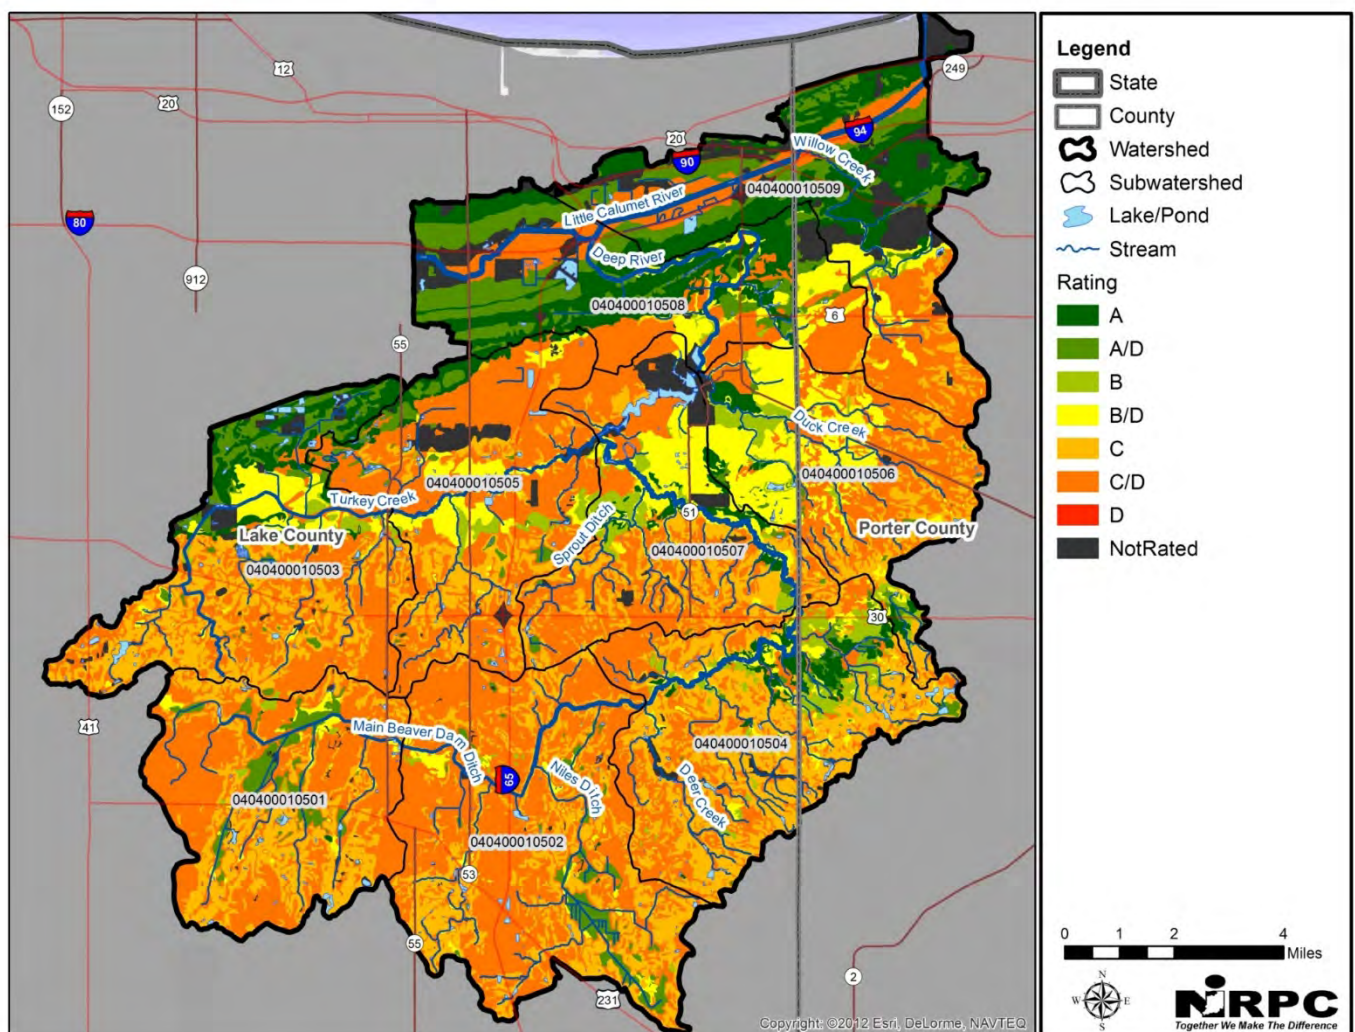 12
20
152
249
20
94
90
Willow Creek
040400010509
Little Calumet River
80
Deep River
912
040400010508
6
55
Duck Creek
040400010506
040400010505
Turkey Creek
51
Lake County
Sprout Ditch
Porter County
040400010507
040400010503
30
41
Main Beaver Dam Ditch
040400010504
65
Niles Ditch
Deer Creek
040400010501
040400010502
53
55
2
231
Copyright: ©2012 Esri, DeLorme, NAVTEQ
Legend
State
County
Watershed
Subwatershed
Lake/Pond
Stream
Rating
A
A/D
B
B/D
C
C/D
D
NotRated
0 1 2 4
Miles
N
W E
S
NIRPC
Together We Make The Difference